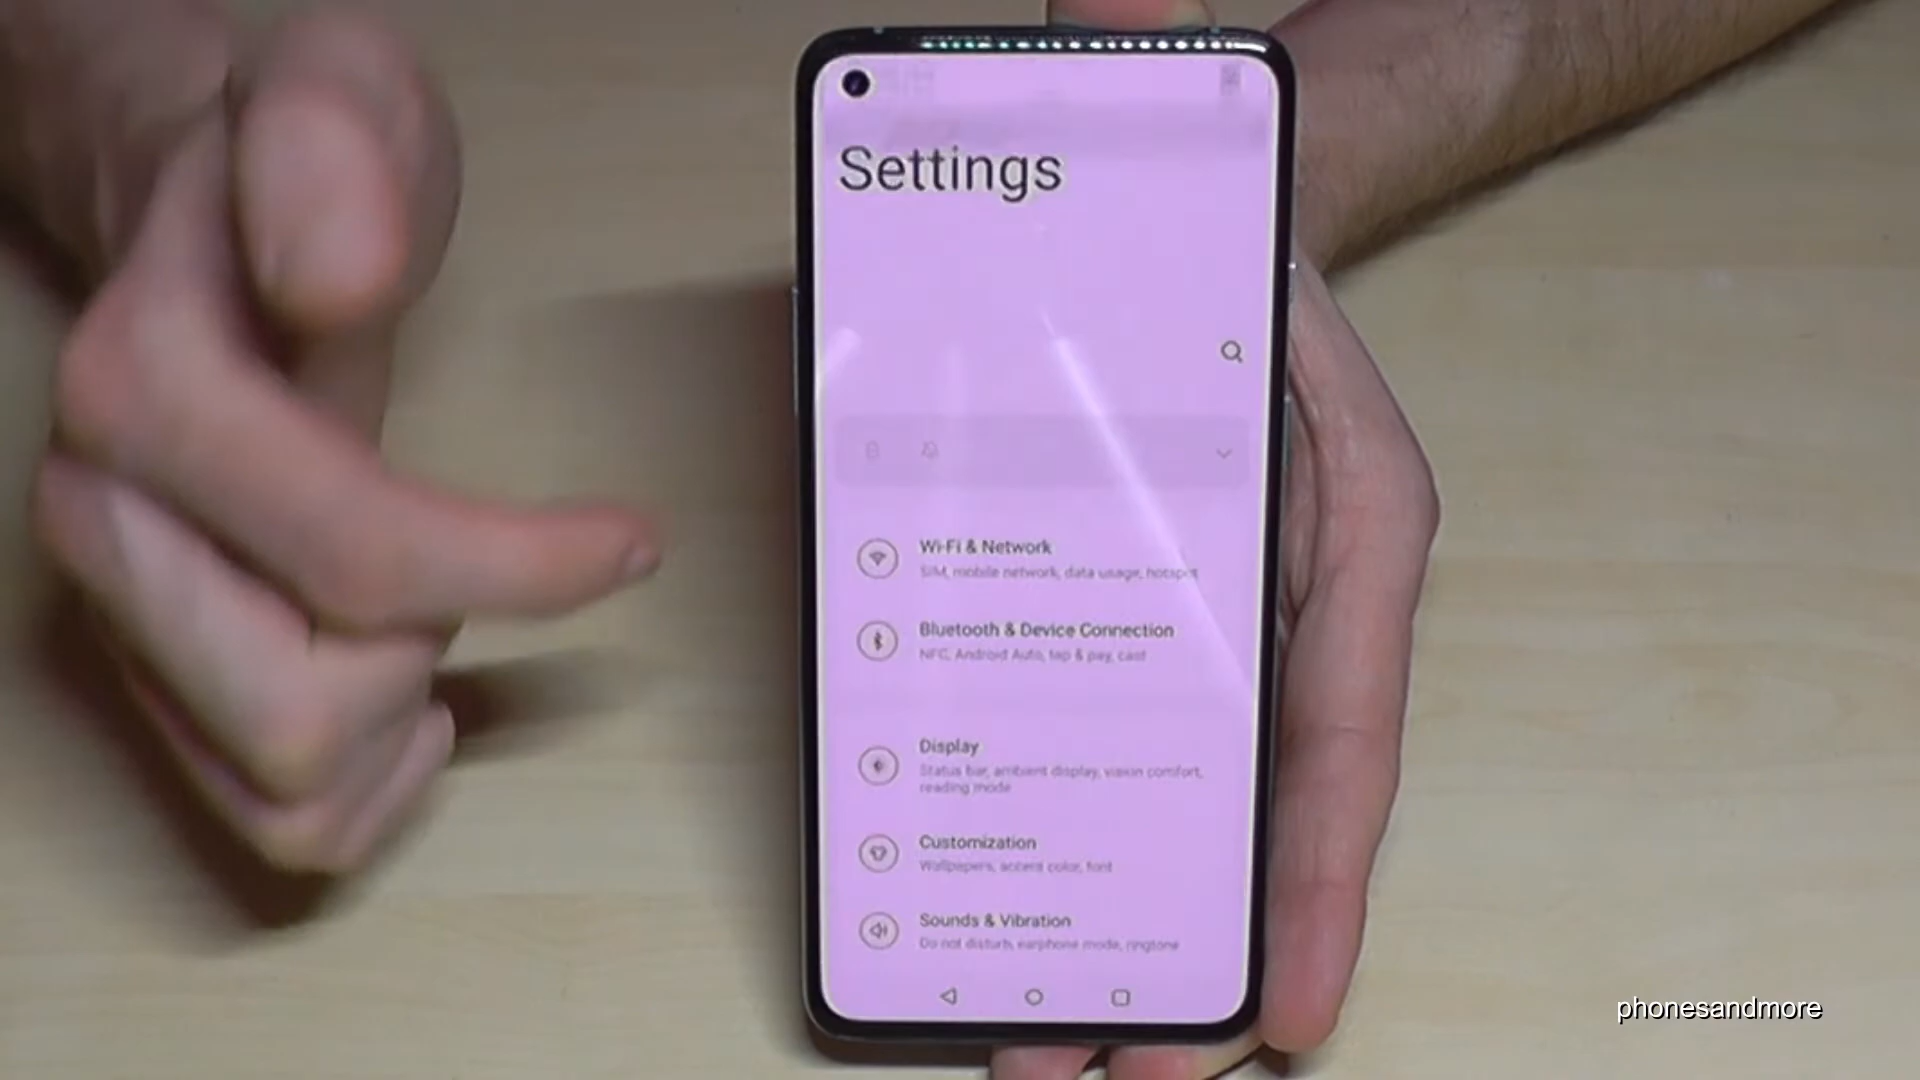 Settings
Wi-Fi & Network
SIM, mobile network, data usage, hotspot
Bluetooth & Device Connection
NFC, Android Auto, tap & pay, cast
Display
Status bar, ambient display, vision comfort,
reading mode
Customization
Wallpapers, accent color, font
Sounds & Vibration
Do not disturb, earphone mode, ringtone
phonesandmore